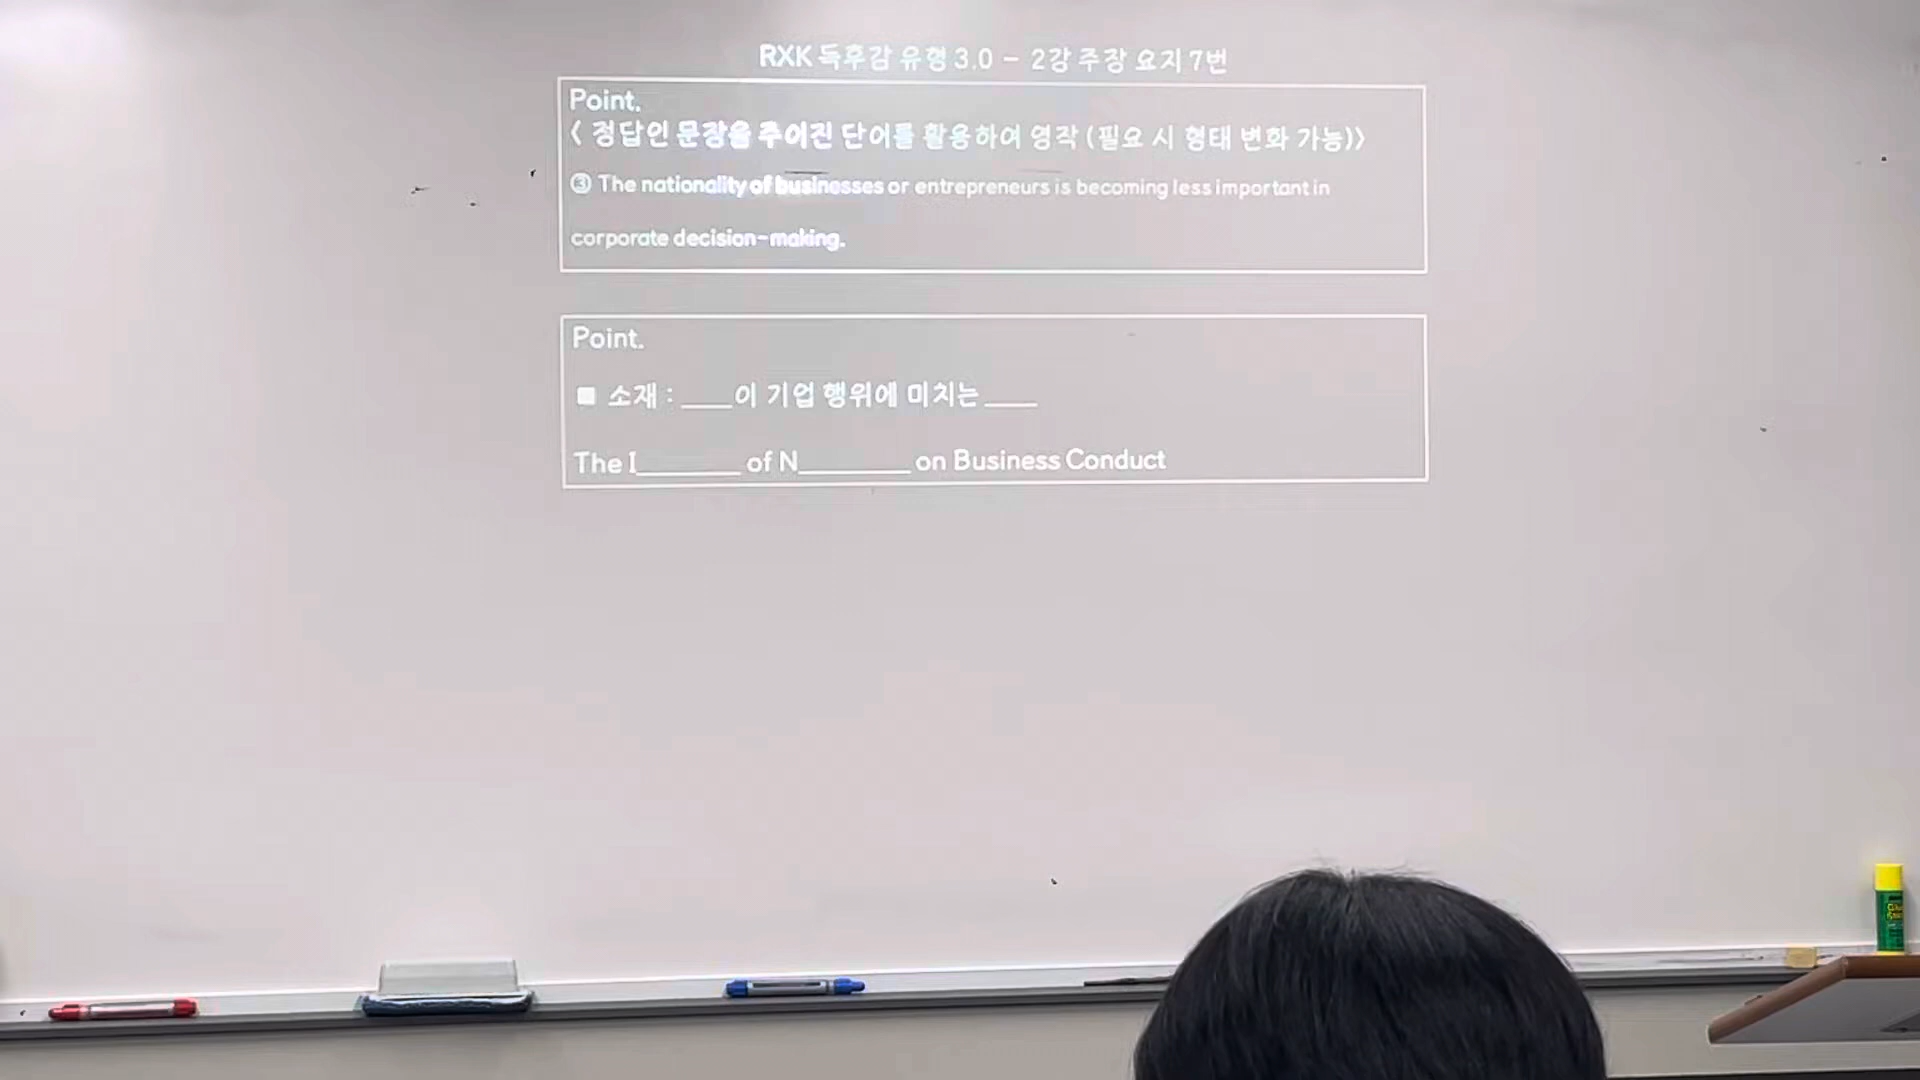 RXK 독후감 유형 3.0 - 2강 주장 요지 7번
Point.
< 정답인 문장을 주어진 단어를 활용하여 영작 (필요 시 형태 변화 가능)>
③ The nationality of businesses or entrepreneurs is becoming less important in
corporate decision-making.
Point.
■ 소재 : ____이 기업 행위에 미치는 ____
The I________ of N_________ on Business Conduct